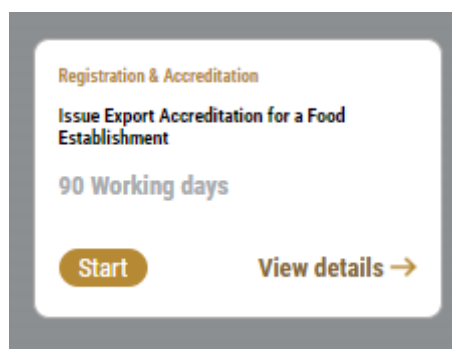 Registration & Accreditation
Issue Export Accreditation for a Food
Establishment
90 Working days
Start
View details →